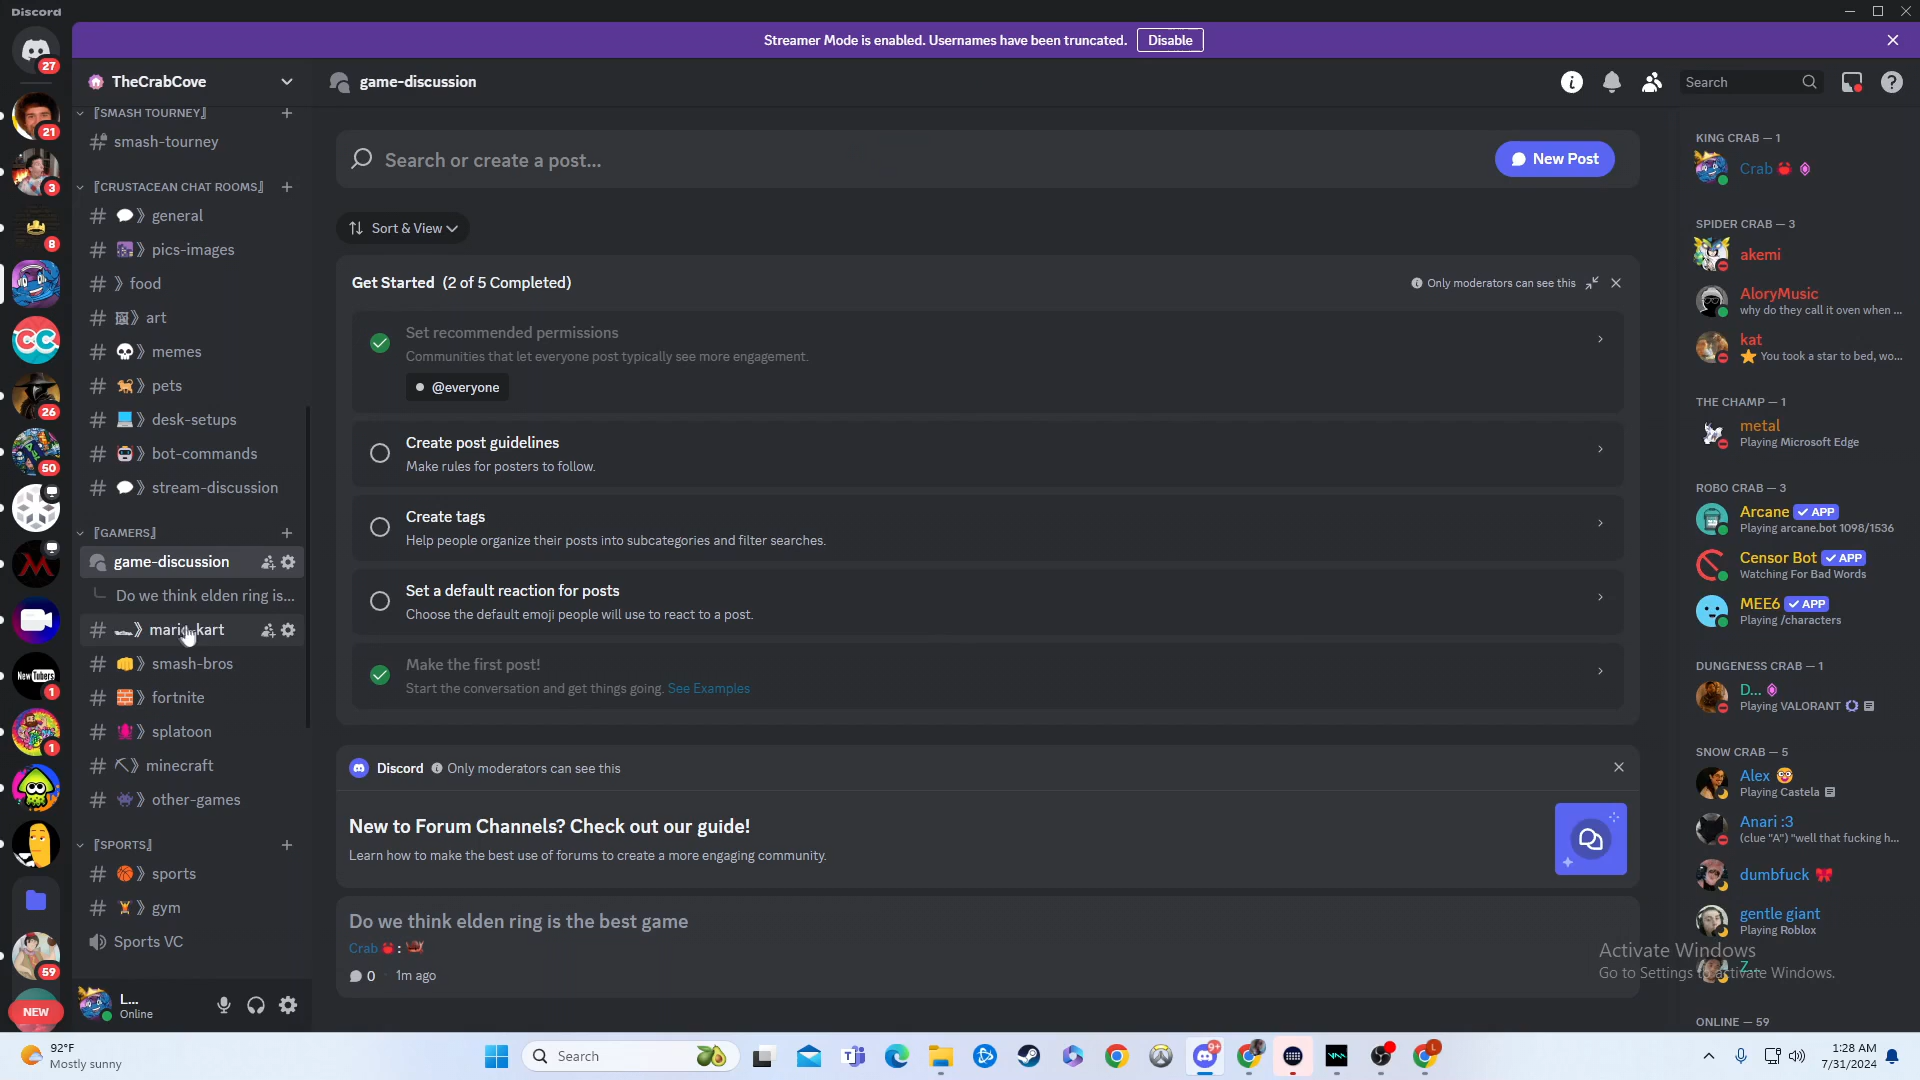 Discord
Streamer Mode is enabled. Usernames have been truncated. Disable
27
21
3
8
26
50
New Tubers
1
1
59
NEW
TheCrabCove
『SMASH TOURNEY』
smash-tourney
『CRUSTACEAN CHAT ROOMS』
💬》general
》pics-images
》food
》art
💀》memes
》pets
💻》desk-setups
🤖》bot-commands
💬》stream-discussion
『GAMERS』
game-discussion
Do we think elden ring is...
》mario-kart
👊》smash-bros
🧱》fortnite
》splatoon
⛏》minecraft
👾》other-games
『SPORTS』
🏀》sports
》gym
Sports VC
L...
Online
game-discussion
Search
Search or create a post...
New Post
Sort & View
Get Started (2 of 5 Completed)
Only moderators can see this
Set recommended permissions
Communities that let everyone post typically see more engagement.
@everyone
Create post guidelines
Make rules for posters to follow.
Create tags
Help people organize their posts into subcategories and filter searches.
Set a default reaction for posts
Choose the default emoji people will use to react to a post.
Make the first post!
Start the conversation and get things going. See Examples
Discord Only moderators can see this
New to Forum Channels? Check out our guide!
Learn how to make the best use of forums to create a more engaging community.
Do we think elden ring is the best game
Crab 🦀 :
0 1m ago
KING CRAB — 1
Crab 🦀
SPIDER CRAB — 3
akemi
AloryMusic
why do they call it oven when ...
kat
⭐ You took a star to bed, wo...
THE CHAMP — 1
metal
Playing Microsoft Edge
ROBO CRAB — 3
Arcane ✓ APP
Playing arcane.bot 1098/1536
Censor Bot ✓ APP
Watching For Bad Words
MEE6 ✓ APP
Playing /characters
DUNGENESS CRAB — 1
D...
Playing VALORANT
SNOW CRAB — 5
Alex
Playing Castela
Anari :3
(clue "A") "well that fucking h...
dumbfuck 🎀
gentle giant
Playing Roblox
Z...
Activate Windows
Go to Settings to activate Windows.
ONLINE — 59
92°F
Mostly sunny
Search
9+
L
1:28 AM
7/31/2024